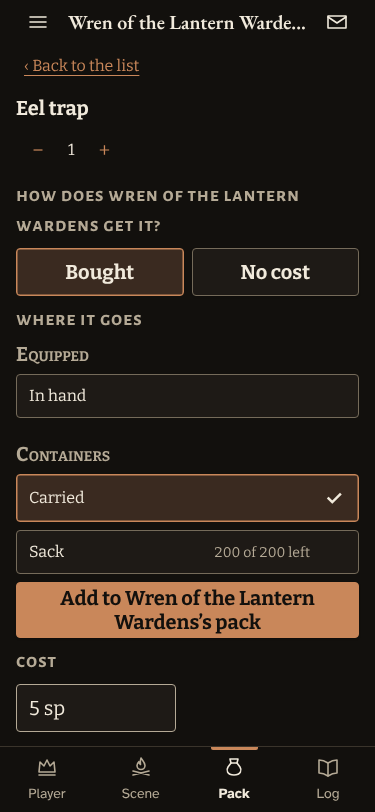 Wren of the Lantern Warde...
‹ Back to the list
Eel trap
− 1 +
HOW DOES WREN OF THE LANTERN
WARDENS GET IT?
Bought No cost
WHERE IT GOES
Equipped
In hand
Containers
Carried
Sack 200 of 200 left
Add to Wren of the Lantern
Wardens’s pack
COST
5 sp
Player Scene Pack Log